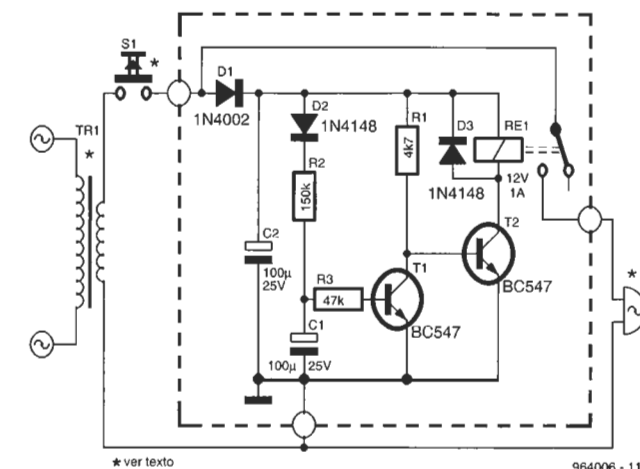 S1
*
TR1
*
D1
1N4002
D2
1N4148
R2
150k
R1
4k7
D3
1N4148
RE1
12V
1A
T2
BC547
C2
100µ
25V
R3
47k
T1
BC547
C1
100µ
25V
*
* ver texto
964006 - 11